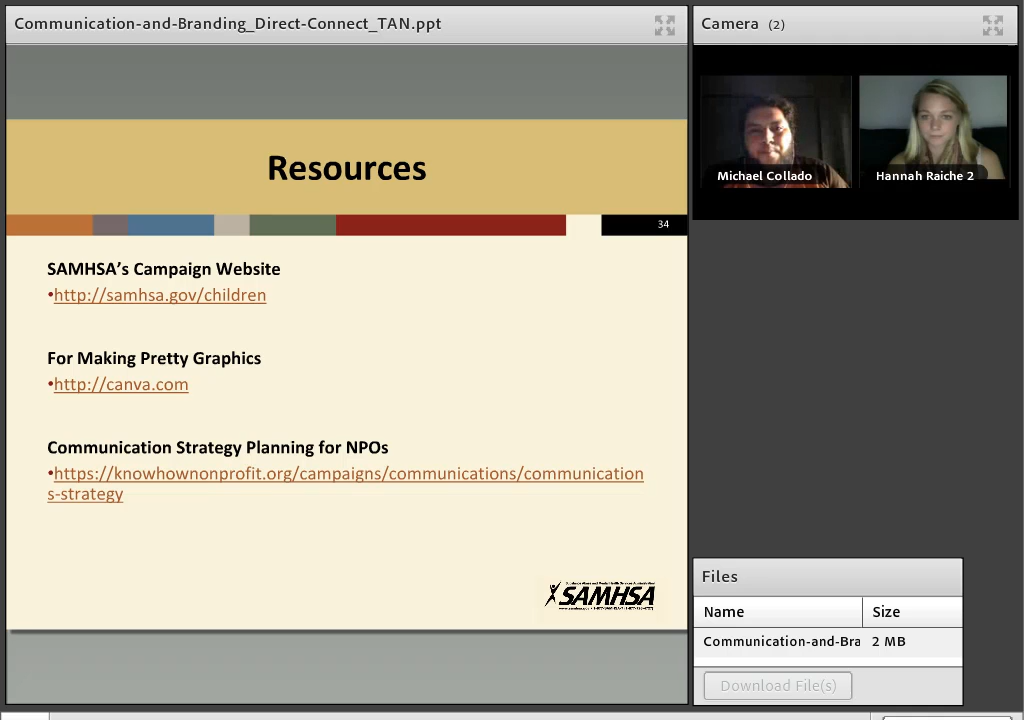 Communication-and-Branding_Direct-Connect_TAN.ppt
Camera (2)
Michael Collado
Hannah Raiche 2
Resources
34
SAMHSA’s Campaign Website
•http://samhsa.gov/children
For Making Pretty Graphics
•http://canva.com
Communication Strategy Planning for NPOs
•https://knowhownonprofit.org/campaigns/communications/communication
s-strategy
SAMHSA
Files
Name Size
Communication-and-Bra 2 MB
Download File(s)